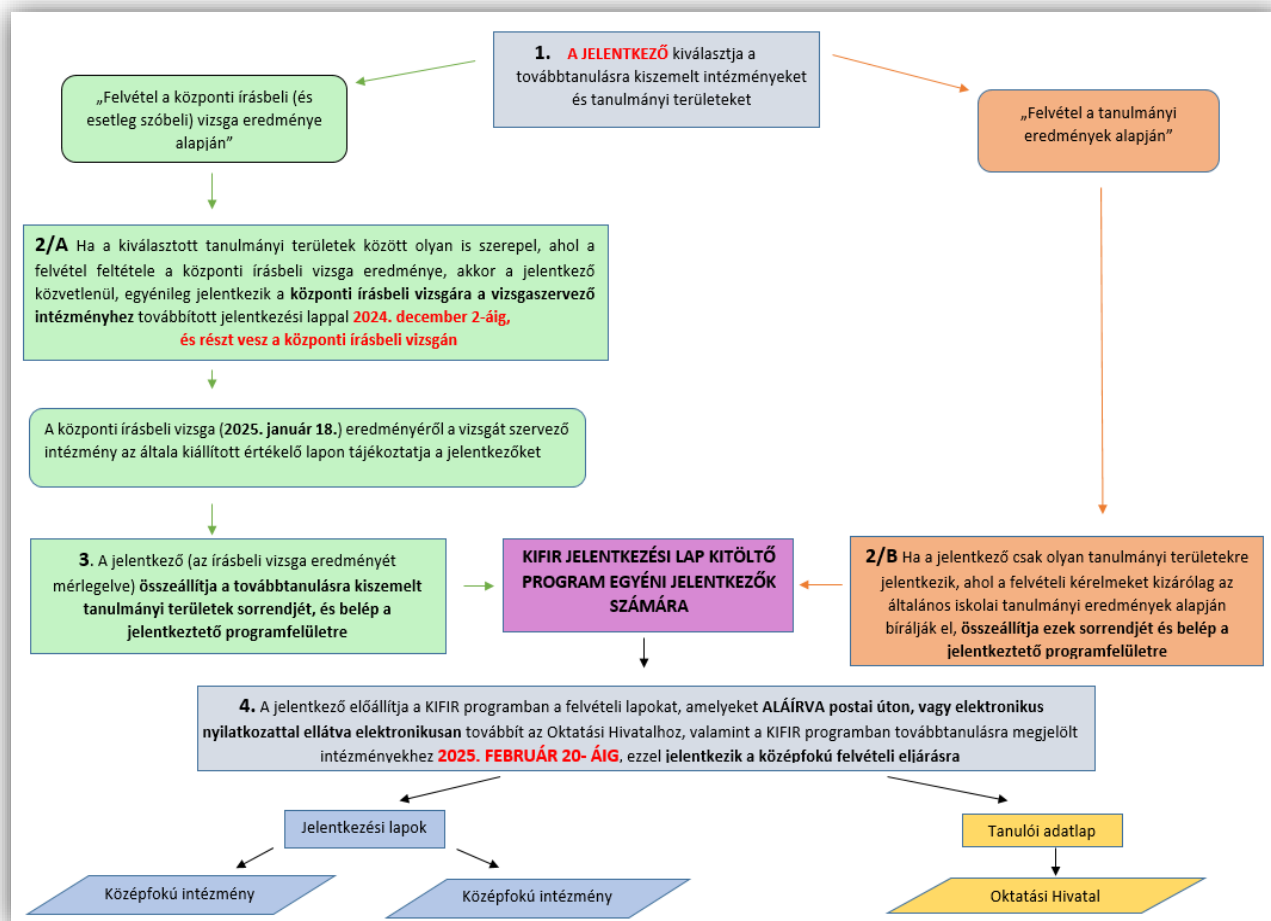 1. A JELENTKEZŐ kiválasztja a
továbbtanulásra kiszemelt intézményeket
és tanulmányi területeket
„Felvétel a központi írásbeli (és
esetleg szóbeli) vizsga eredménye
alapján”
„Felvétel a tanulmányi
eredmények alapján”
2/A Ha a kiválasztott tanulmányi területek között olyan is szerepel, ahol a
felvétel feltétele a központi írásbeli vizsga eredménye, akkor a jelentkező
közvetlenül, egyénileg jelentkezik a központi írásbeli vizsgára a vizsgaszervező
intézményhez továbbított jelentkezési lappal 2024. december 2-áig,
és részt vesz a központi írásbeli vizsgán
A központi írásbeli vizsga (2025. január 18.) eredményéről a vizsgát szervező
intézmény az általa kiállított értékelő lapon tájékoztatja a jelentkezőket
3. A jelentkező (az írásbeli vizsga eredményét
mérlegelve) összeállítja a továbbtanulásra kiszemelt
tanulmányi területek sorrendjét, és belép a
jelentkeztető programfelületre
KIFIR JELENTKEZÉSI LAP KITÖLTŐ
PROGRAM EGYÉNI JELENTKEZŐK
SZÁMÁRA
2/B Ha a jelentkező csak olyan tanulmányi területekre
jelentkezik, ahol a felvételi kérelmeket kizárólag az
általános iskolai tanulmányi eredmények alapján
bírálják el, összeállítja ezek sorrendjét és belép a
jelentkeztető programfelületre
4. A jelentkező előállítja a KIFIR programban a felvételi lapokat, amelyeket ALÁÍRVA postai úton, vagy elektronikus
nyilatkozattal ellátva elektronikusan továbbít az Oktatási Hivatalhoz, valamint a KIFIR programban továbbtanulásra megjelölt
intézményekhez 2025. FEBRUÁR 20- ÁIG, ezzel jelentkezik a középfokú felvételi eljárásra
Jelentkezési lapok
Tanulói adatlap
Középfokú intézmény
Középfokú intézmény
Oktatási Hivatal